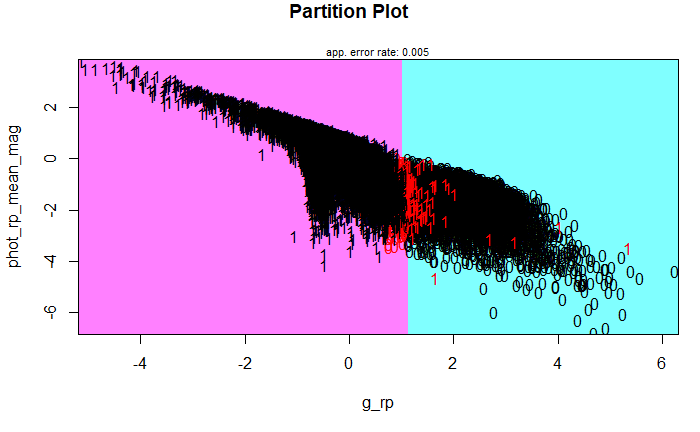 Partition Plot
app. error rate: 0.005
phot_rp_mean_mag
2
0
-2
-4
-6
-4 -2 0 2 4 6
g_rp